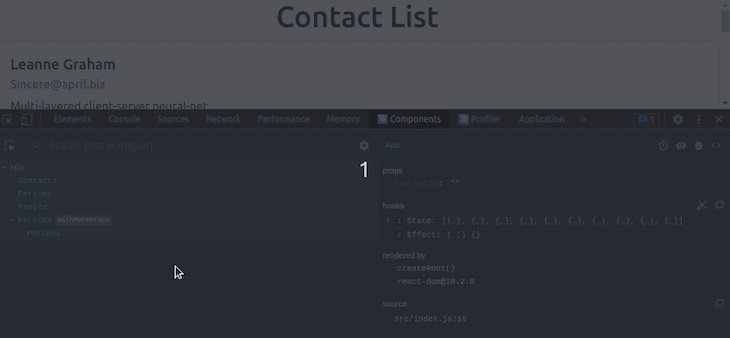 Contact List
Leanne Graham
Sincere@april.biz
Multi-layered client-server neural-net
Elements Console Sources Network Performance Memory Components Profiler Application » 1
Search (text or /regex/)
App
App
Contacts
Persons
People
Persons withMoreProps
Persons
1
props
new entry: ""
hooks
1 State: [{…}, {…}, {…}, {…}, {…}, {…}, {…}, {…}, {…}, {…}]
2 Effect: ƒ () {}
rendered by
createRoot()
react-dom@18.2.0
source
src/index.js:10